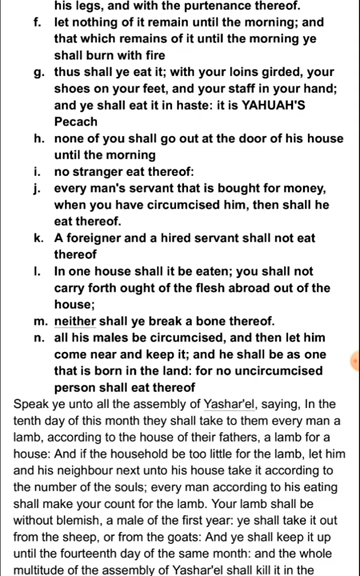 his legs, and with the purtenance thereof.
f. let nothing of it remain until the morning; and
that which remains of it until the morning ye
shall burn with fire
g. thus shall ye eat it; with your loins girded, your
shoes on your feet, and your staff in your hand;
and ye shall eat it in haste: it is YAHUAH'S
Pecach
h. none of you shall go out at the door of his house
until the morning
i. no stranger eat thereof:
j. every man's servant that is bought for money,
when you have circumcised him, then shall he
eat thereof.
k. A foreigner and a hired servant shall not eat
thereof
l. In one house shall it be eaten; you shall not
carry forth ought of the flesh abroad out of the
house;
m. neither shall ye break a bone thereof.
n. all his males be circumcised, and then let him
come near and keep it; and he shall be as one
that is born in the land: for no uncircumcised
person shall eat thereof
Speak ye unto all the assembly of Yashar'el, saying, In the
tenth day of this month they shall take to them every man a
lamb, according to the house of their fathers, a lamb for a
house: And if the household be too little for the lamb, let him
and his neighbour next unto his house take it according to
the number of the souls; every man according to his eating
shall make your count for the lamb. Your lamb shall be
without blemish, a male of the first year: ye shall take it out
from the sheep, or from the goats: And ye shall keep it up
until the fourteenth day of the same month: and the whole
multitude of the assembly of Yashar'el shall kill it in the